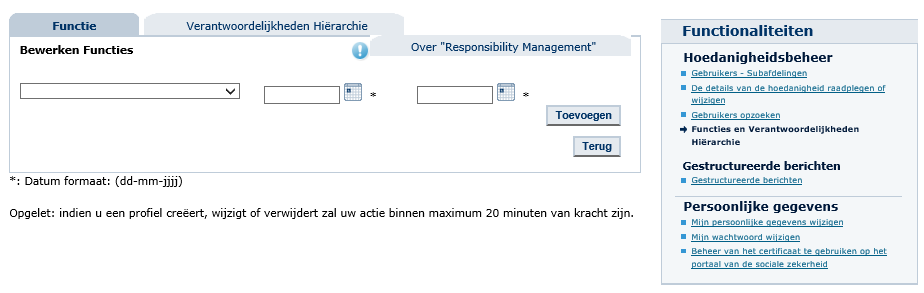 Functie
Verantwoordelijkheden Hiërarchie
Bewerken Functies
Over "Responsibility Management"
*
*
Toevoegen
Terug
*: Datum formaat: (dd-mm-jjjj)
Opgelet: indien u een profiel creëert, wijzigt of verwijdert zal uw actie binnen maximum 20 minuten van kracht zijn.
Functionaliteiten
Hoedanigheidsbeheer
Gebruikers - Subafdelingen
De details van de hoedanigheid raadplegen of
wijzigen
Gebruikers opzoeken
Functies en Verantwoordelijkheden
Hiërarchie
Gestructureerde berichten
Gestructureerde berichten
Persoonlijke gegevens
Mijn persoonlijke gegevens wijzigen
Mijn wachtwoord wijzigen
Beheer van het certificaat te gebruiken op het
portaal van de sociale zekerheid